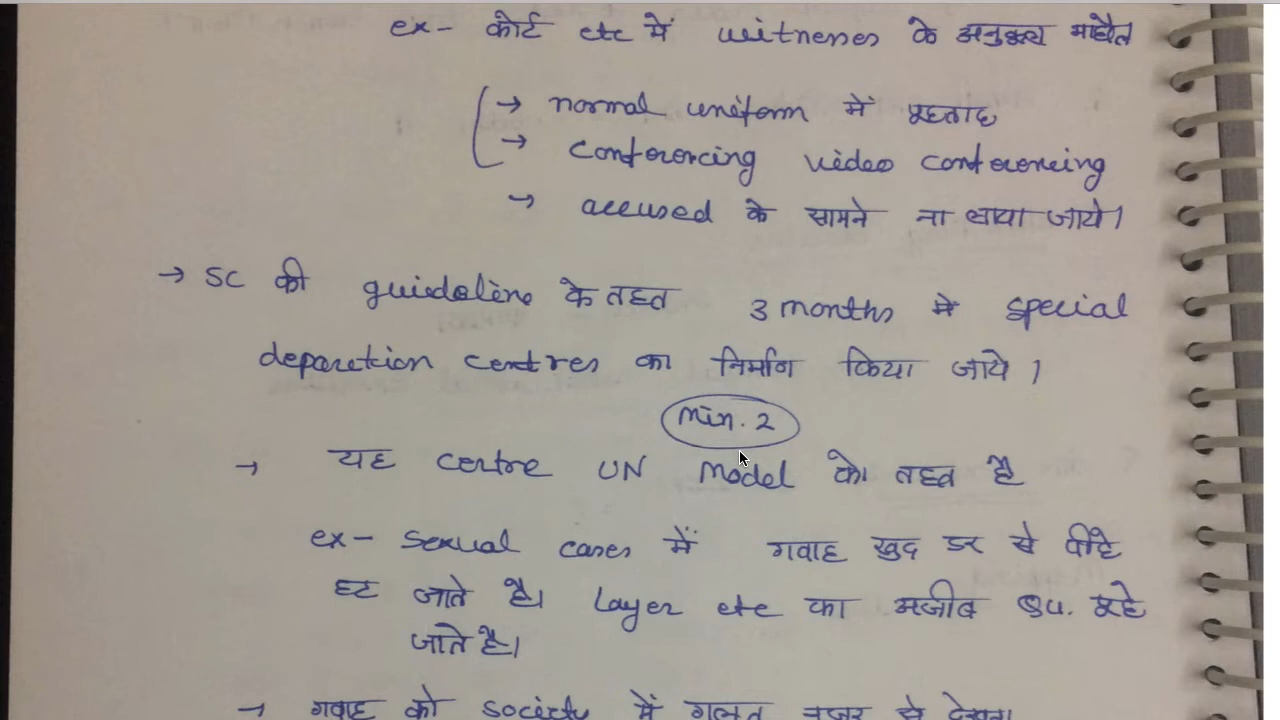 ex- कोर्ट etc में witnesses के अनुकूल माहौल
→ normal uniform में पूछताछ
→ conferencing video conferencing
→ accused के सामने ना लाया जाये।
→ SC की guideline के तहत 3 months मे special
deparetion centres का निर्माण किया जाये।
Min. 2
→ यह centre UN Model के तहत है
ex- sexual cases में गवाह खुद डर से पीछे
हट जाते है। Layer etc का अजीब Qu. पूछे
जाते है।
→ गवाह को society में गलत नजर से देखना